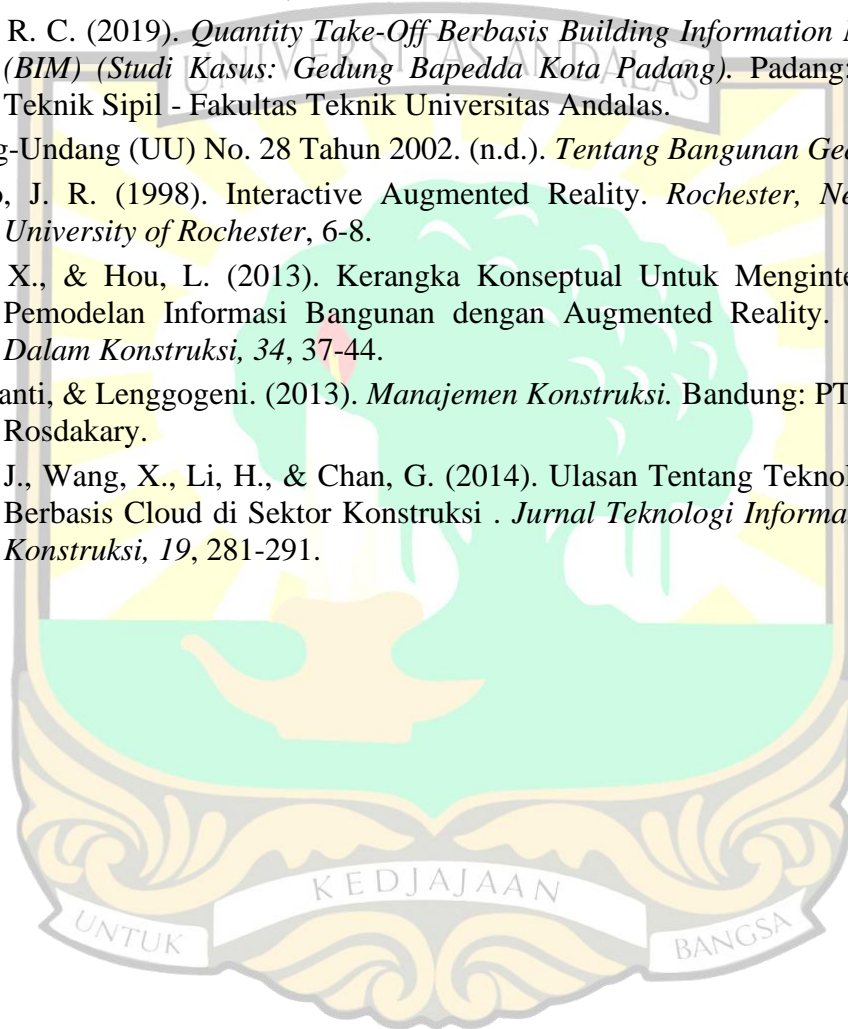 R. C. (2019). Quantity Take-Off Berbasis Building Information
(BIM) (Studi Kasus: Gedung Bapedda Kota Padang). Padang:
Teknik Sipil - Fakultas Teknik Universitas Andalas.
g-Undang (UU) No. 28 Tahun 2002. (n.d.). Tentang Bangunan Ged
o, J. R. (1998). Interactive Augmented Reality. Rochester, Ne
University of Rochester, 6-8.
X., & Hou, L. (2013). Kerangka Konseptual Untuk Menginte
Pemodelan Informasi Bangunan dengan Augmented Reality.
Dalam Konstruksi, 34, 37-44.
anti, & Lenggogeni. (2013). Manajemen Konstruksi. Bandung: PT
Rosdakary.
J., Wang, X., Li, H., & Chan, G. (2014). Ulasan Tentang Teknol
Berbasis Cloud di Sektor Konstruksi . Jurnal Teknologi Informa
Konstruksi, 19, 281-291.
UNIVERSITAS ANDALAS
KEDJAJAAN
UNTUK
BANGSA